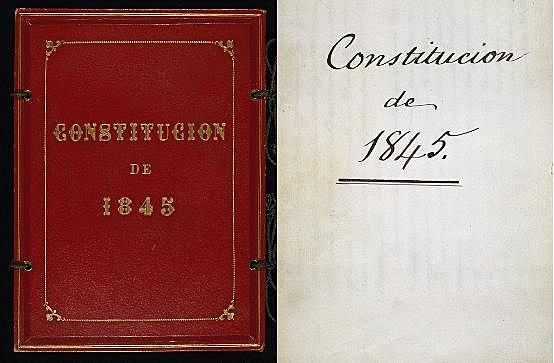 CONSTITUCION
DE
1845
Constitucion
de
1845.